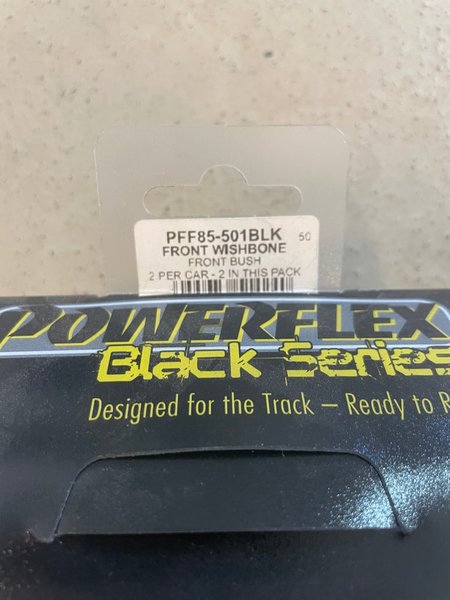 PFF85-501BLK 50
FRONT WISHBONE
FRONT BUSH
2 PER CAR - 2 IN THIS PACK
POWERFLEX
Black Series
Designed for the Track – Ready to R